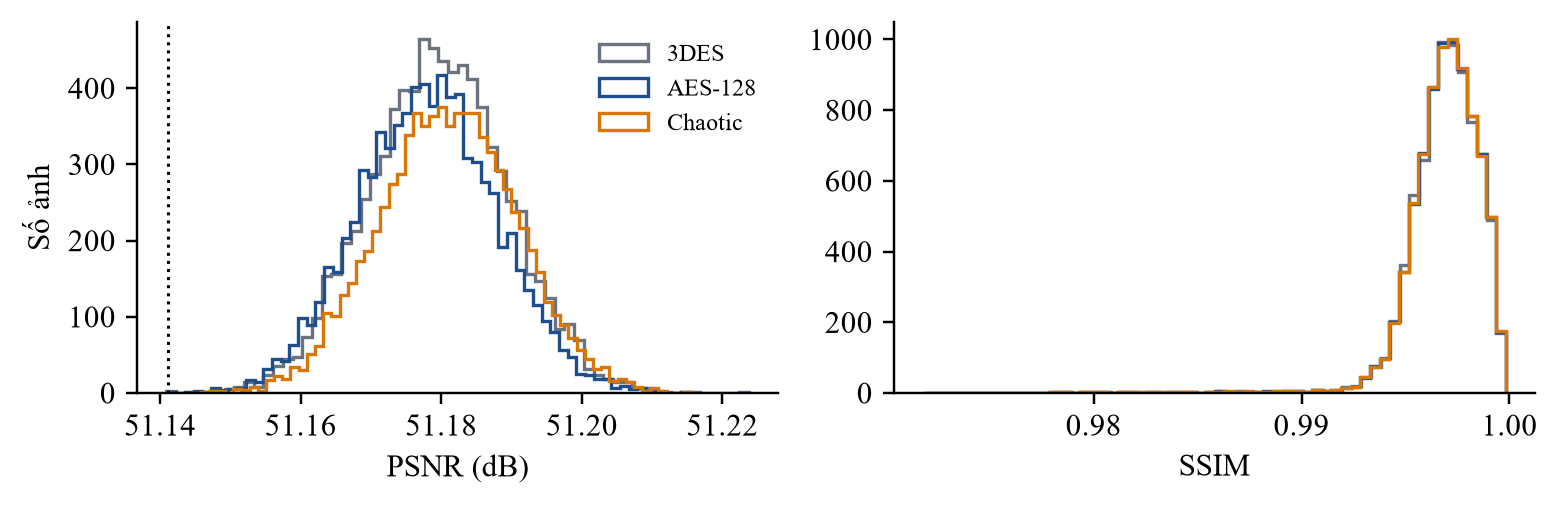 Số ảnh
400
300
200
100
0
51.14 51.16 51.18 51.20 51.22
PSNR (dB)
3DES
AES-128
Chaotic
1000
800
600
400
200
0
0.98 0.99 1.00
SSIM